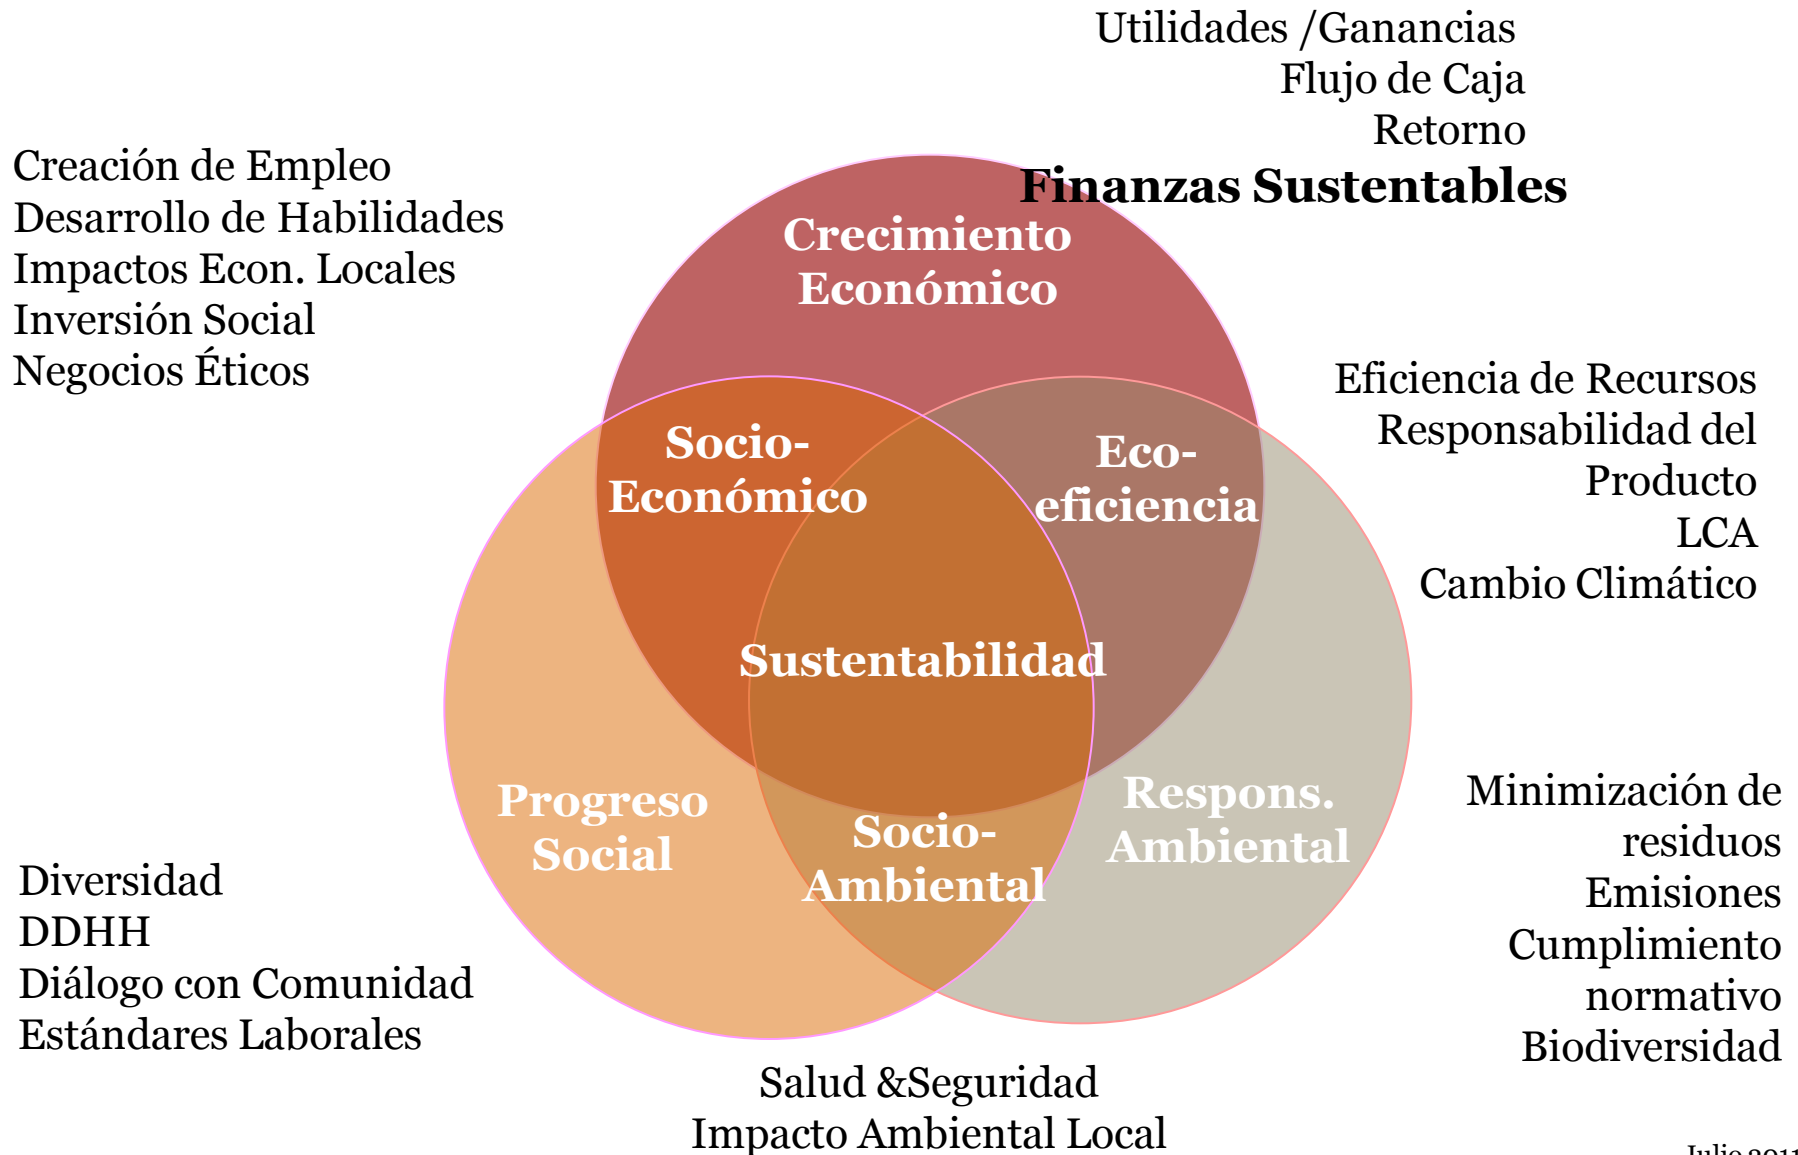 Utilidades /Ganancias
Flujo de Caja
Retorno
Finanzas Sustentables
Creación de Empleo
Desarrollo de Habilidades
Impactos Econ. Locales
Inversión Social
Negocios Éticos
Crecimiento
Económico
Eficiencia de Recursos
Responsabilidad del
Producto
LCA
Cambio Climático
Socio-
Económico
Eco-
eficiencia
Sustentabilidad
Progreso
Social
Socio-
Ambiental
Respons.
Ambiental
Minimización de
residuos
Emisiones
Cumplimiento
normativo
Biodiversidad
Diversidad
DDHH
Diálogo con Comunidad
Estándares Laborales
Salud &Seguridad
Impacto Ambiental Local
Julio 2011